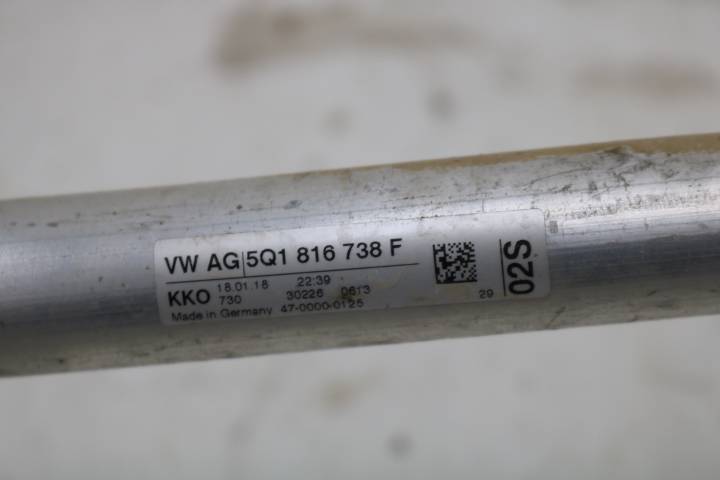 VW AG 5Q1 816 738 F
KKO 18.01.18 22:39
730 30226 0613
Made in Germany 47-0000-0125
29
02S